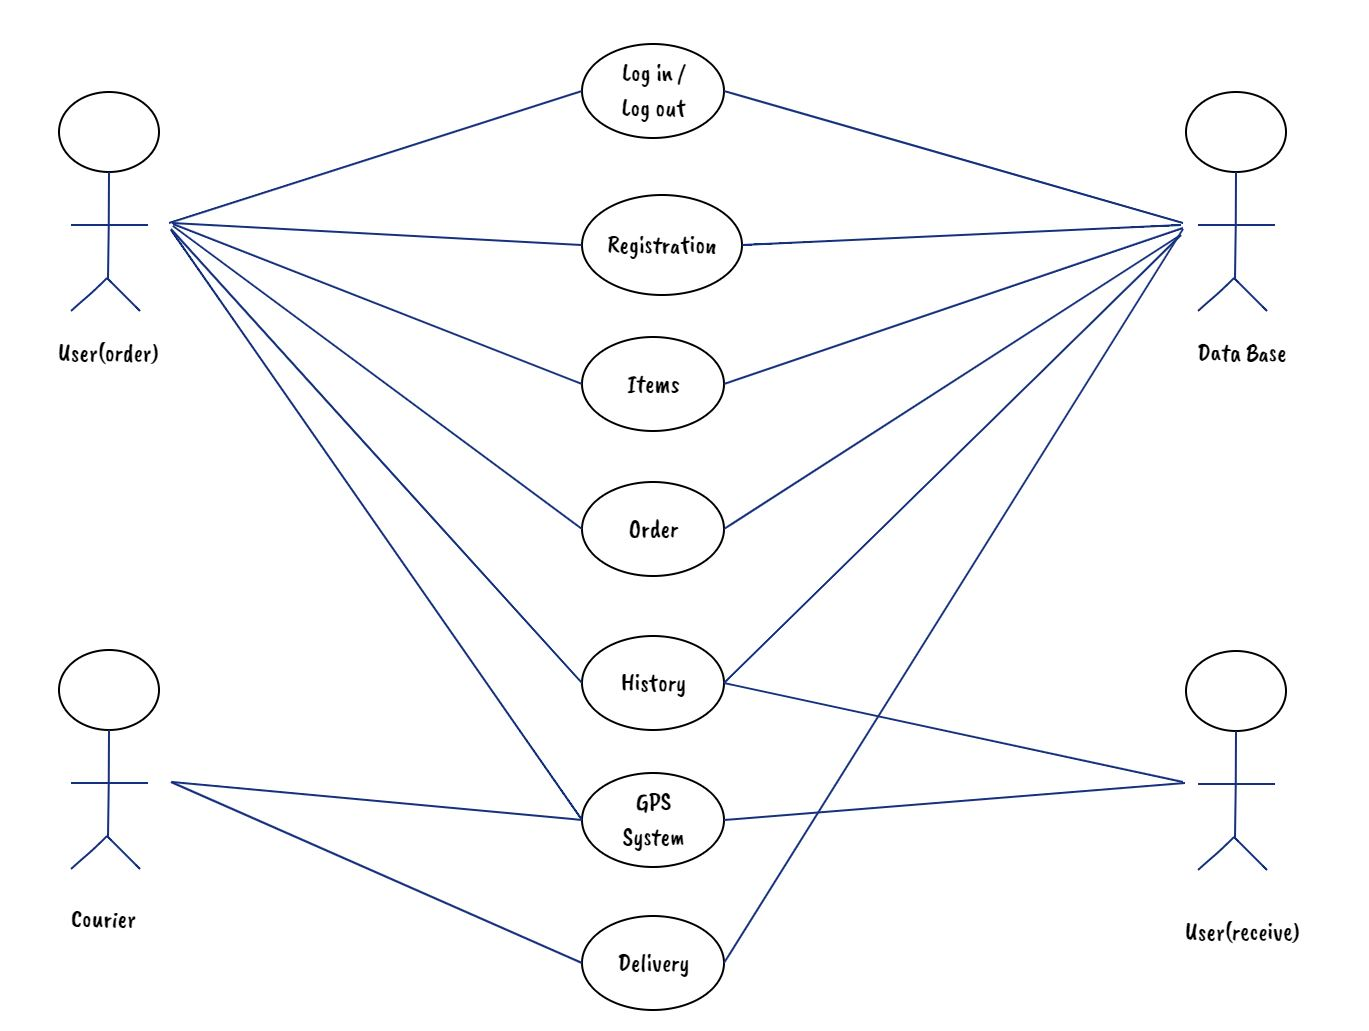 Log in /
Log out
Registration
User(order)
Data Base
Items
Order
History
GPS
System
Courier
User(receive)
Delivery